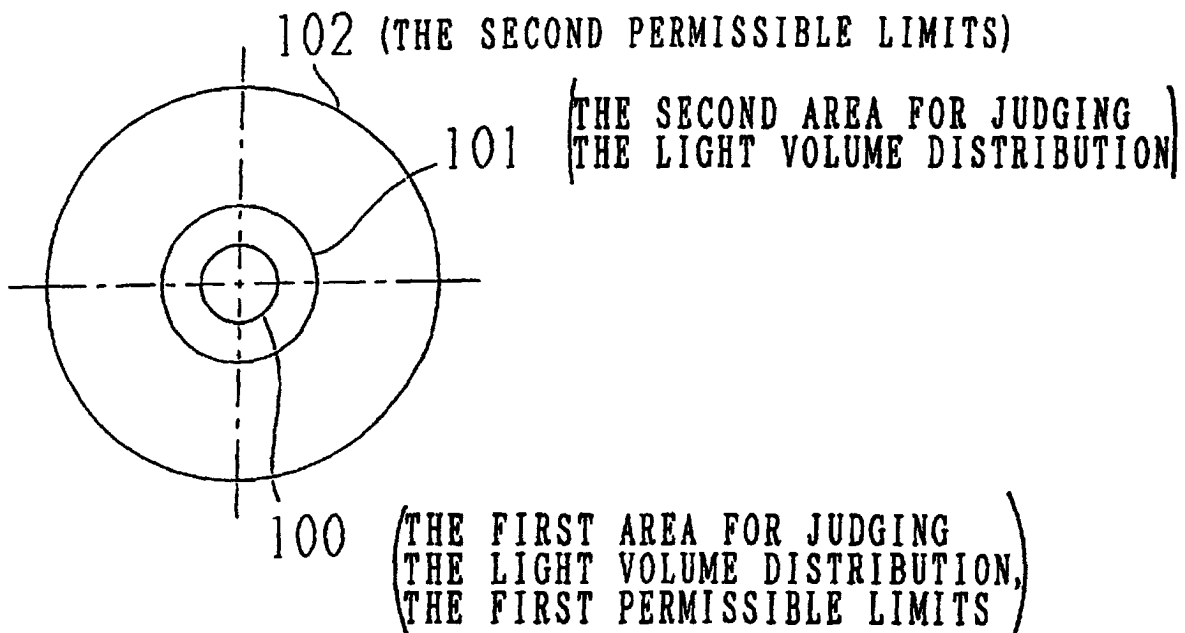 102 (THE SECOND PERMISSIBLE LIMITS)
101 (THE SECOND AREA FOR JUDGING
THE LIGHT VOLUME DISTRIBUTION)
100 (THE FIRST AREA FOR JUDGING
THE LIGHT VOLUME DISTRIBUTION,
THE FIRST PERMISSIBLE LIMITS)